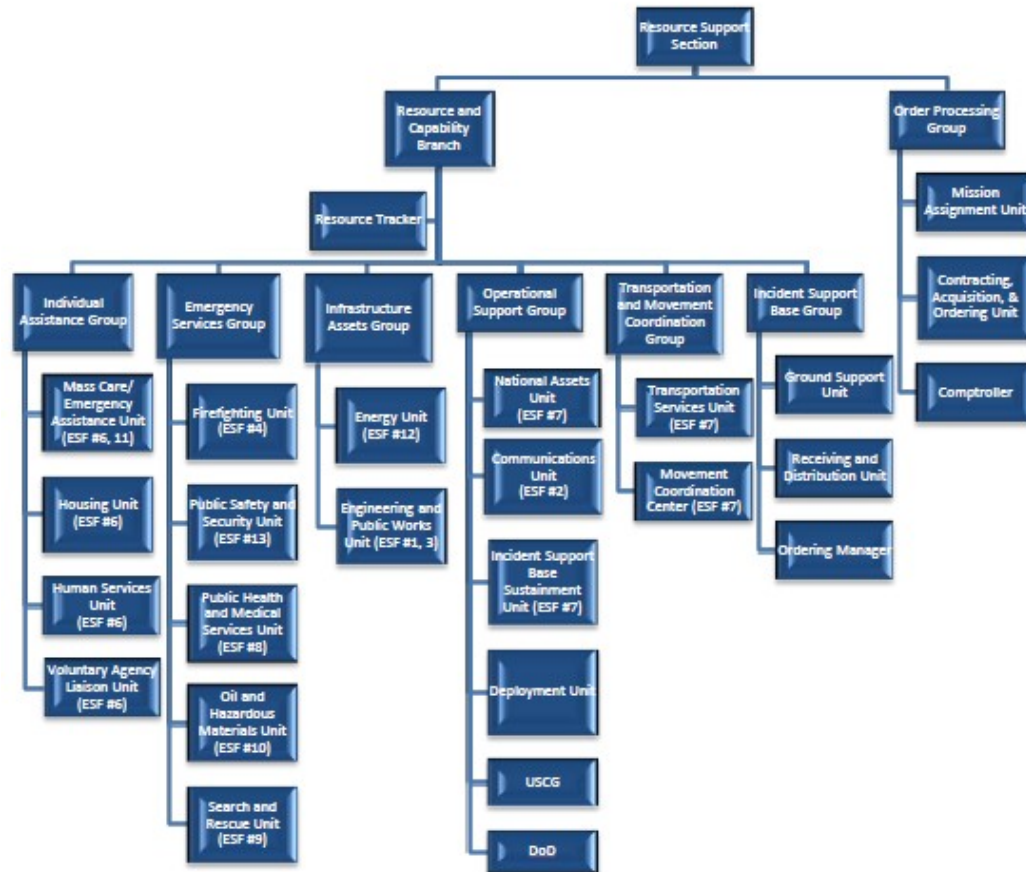 Resource Support
Section
Resource and
Capability
Branch
Order Processing
Group
Resource Tracker
Mission
Assignment Unit
Contracting,
Acquisition, &
Ordering Unit
Comptroller
Individual
Assistance Group
Mass Care/
Emergency
Assistance Unit
(ESF #6, 11)
Housing Unit
(ESF #6)
Human Services
Unit
(ESF #6)
Voluntary Agency
Liaison Unit
(ESF #6)
Emergency
Services Group
Firefighting Unit
(ESF #4)
Public Safety and
Security Unit
(ESF #13)
Public Health
and Medical
Services Unit
(ESF #8)
Oil and
Hazardous
Materials Unit
(ESF #10)
Search and
Rescue Unit
(ESF #9)
Infrastructure
Assets Group
Energy Unit
(ESF #12)
Engineering and
Public Works
Unit (ESF #1, 3)
Operational
Support Group
National Assets
Unit
(ESF #7)
Communications
Unit
(ESF #2)
Incident Support
Base
Sustainment
Unit (ESF #7)
Deployment Unit
USCG
DoD
Transportation
and Movement
Coordination
Group
Transportation
Services Unit
(ESF #7)
Movement
Coordination
Center (ESF #7)
Incident Support
Base Group
Ground Support
Unit
Receiving and
Distribution Unit
Ordering Manager